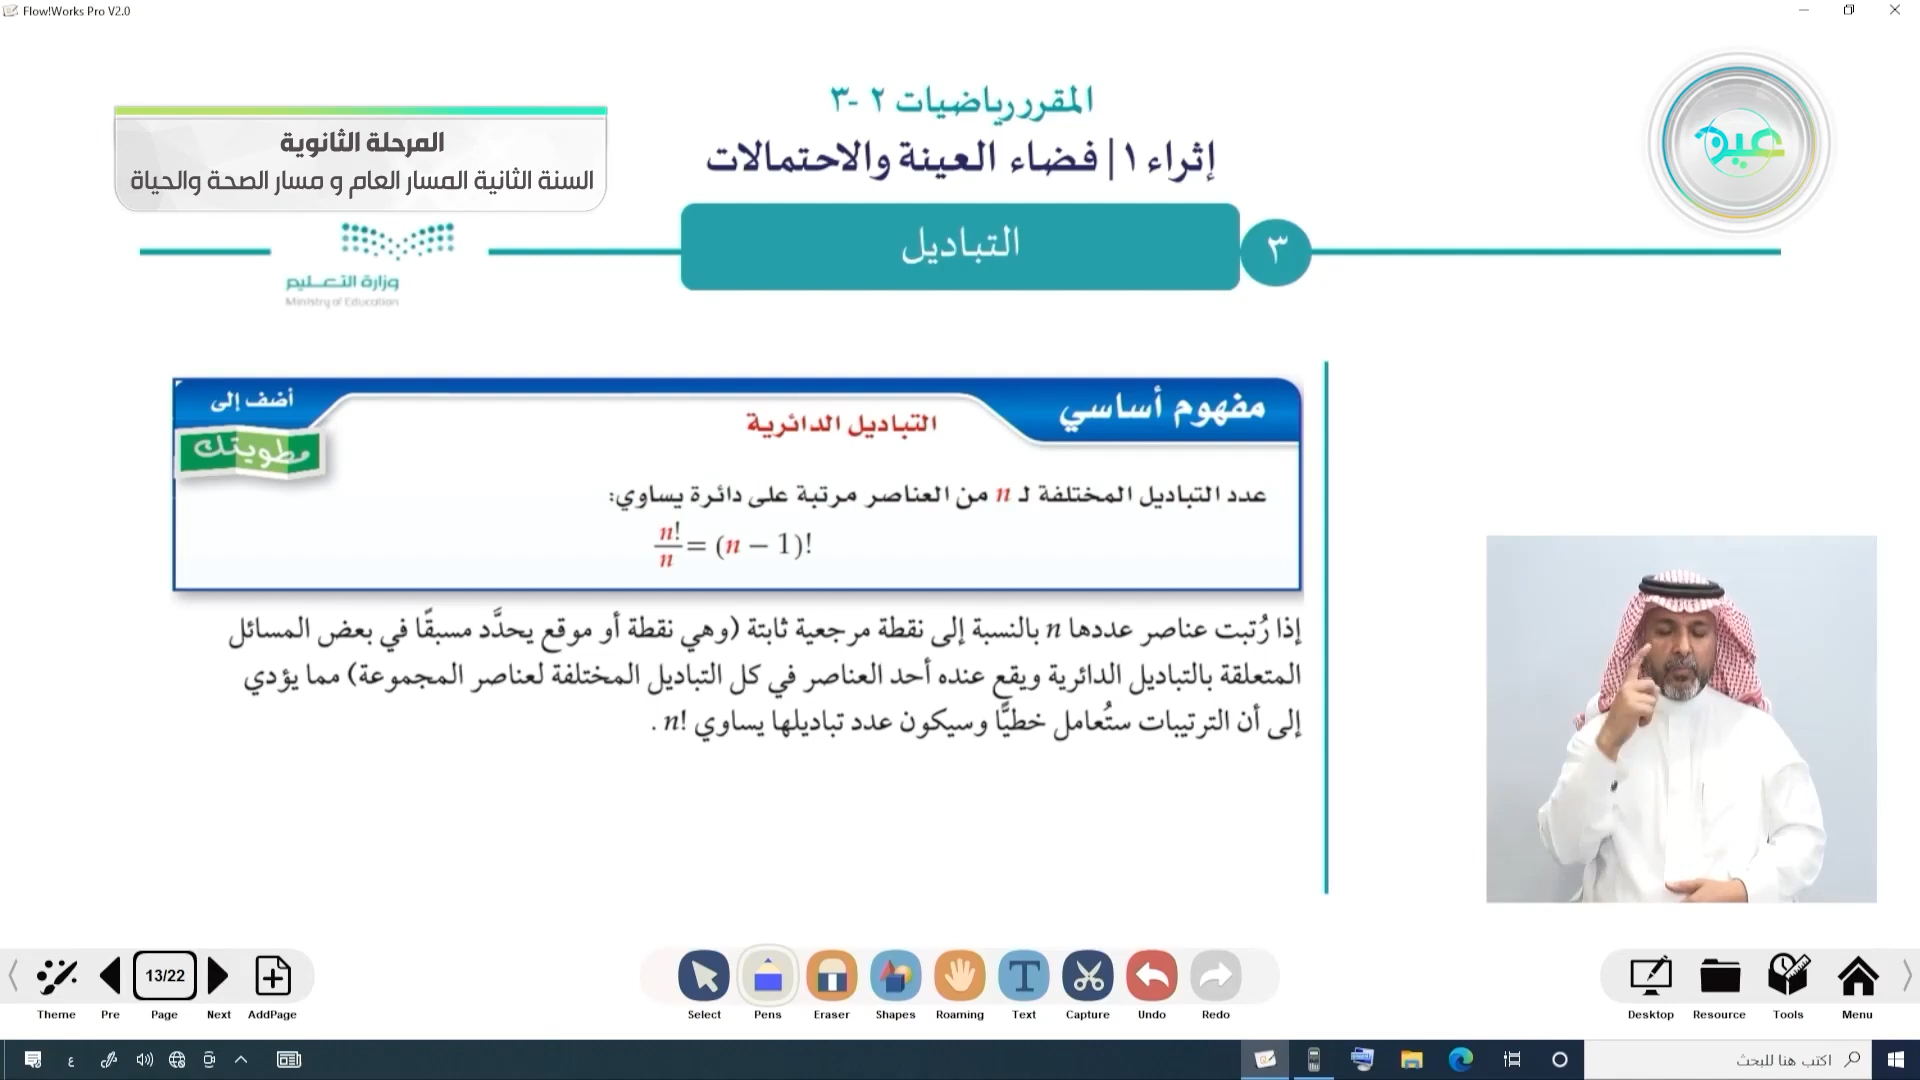 Flow!Works Pro V2.0
عين
المقرر رياضيات ٢ -٣
إثراء ١| فضاء العينة والاحتمالات
المرحلة الثانوية
السنة الثانية المسار العام و مسار الصحة والحياة
٣
التباديل
وزارة التعليم
Ministry of Education
مفهوم أساسي
التباديل الدائرية
أضف إلى
مطويتك
عدد التباديل المختلفة لـ n من العناصر مرتبة على دائرة يساوي:
n!/n = (n − 1)!
إذا رُتبت عناصر عددها n بالنسبة إلى نقطة مرجعية ثابتة (وهي نقطة أو موقع يحدَّد مسبقًا في بعض المسائل
المتعلقة بالتباديل الدائرية ويقع عنده أحد العناصر في كل التباديل المختلفة لعناصر المجموعة) مما يؤدي
إلى أن الترتيبات ستُعامل خطيًّا وسيكون عدد تباديلها يساوي n! .
13/22
Theme Pre Page Next AddPage
Select Pens Eraser Shapes Roaming Text Capture Undo Redo
T
Desktop Resource Tools Menu
ع
اكتب هنا للبحث